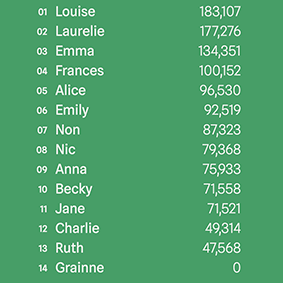 01 Louise 183,107
02 Laurelie 177,276
03 Emma 134,351
04 Frances 100,152
05 Alice 96,530
06 Emily 92,519
07 Non 87,323
08 Nic 79,368
09 Anna 75,933
10 Becky 71,558
11 Jane 71,521
12 Charlie 49,314
13 Ruth 47,568
14 Grainne 0